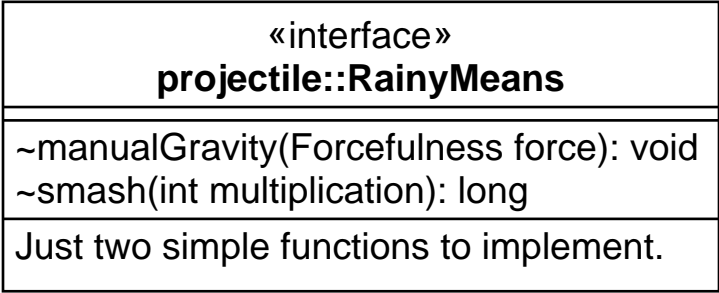 «interface»
projectile::RainyMeans
~manualGravity(Forcefulness force): void
~smash(int multiplication): long
Just two simple functions to implement.